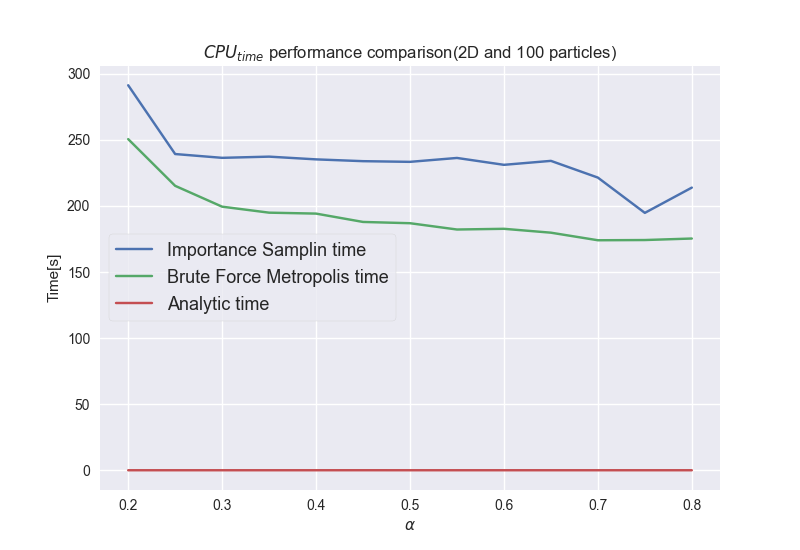 CPU_time performance comparison(2D and 100 particles)
300
250
200
150
100
50
0
Time[s]
Importance Samplin time
Brute Force Metropolis time
Analytic time
0.2 0.3 0.4 0.5 0.6 0.7 0.8
α